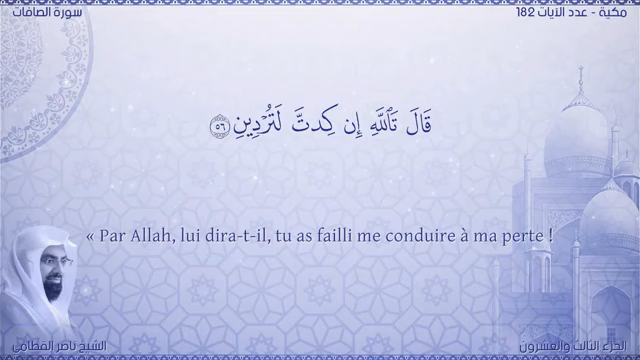 مكية - عدد الآيات 182
سورة الصافات
قَالَ تَٱللَّهِ إِن كِدتَّ لَتُرْدِينِ ٥٦
« Par Allah, lui dira-t-il, tu as failli me conduire à ma perte !
الجزء الثالث والعشرون
الشيخ ناصر القطامي